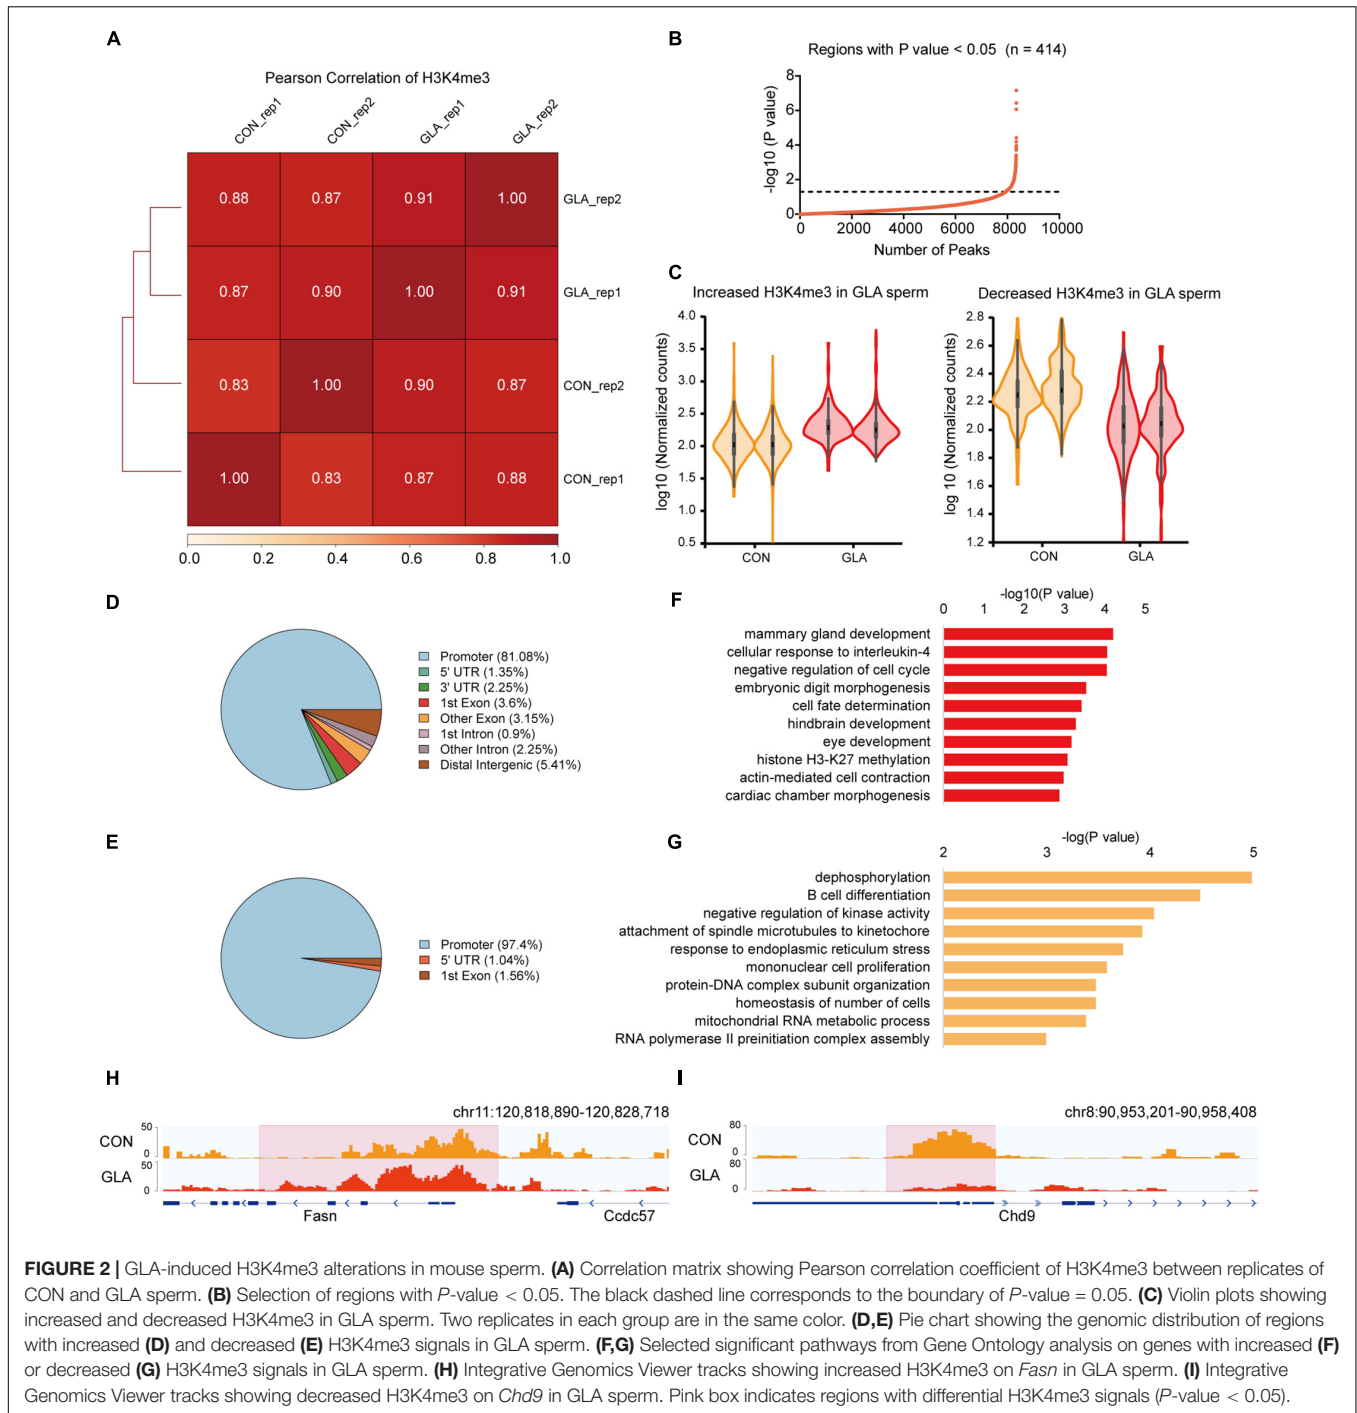 A
Pearson Correlation of H3K4me3
CON_rep1 CON_rep2 GLA_rep1 GLA_rep2
0.88 0.87 0.91 1.00 GLA_rep2
0.87 0.90 1.00 0.91 GLA_rep1
0.83 1.00 0.90 0.87 CON_rep2
1.00 0.83 0.87 0.88 CON_rep1
0.0 0.2 0.4 0.6 0.8 1.0
B
Regions with P value < 0.05 (n = 414)
-log10 (P value)
8
6
4
2
0
0 2000 4000 6000 8000 10000
Number of Peaks
C
Increased H3K4me3 in GLA sperm
log10 (Normalized counts)
4.0
3.5
3.0
2.5
2.0
1.5
1.0
0.5
CON GLA
Decreased H3K4me3 in GLA sperm
log 10 (Normalized counts)
2.8
2.6
2.4
2.2
2.0
1.8
1.6
1.4
1.2
CON GLA
D
Promoter (81.08%)
5' UTR (1.35%)
3' UTR (2.25%)
1st Exon (3.6%)
Other Exon (3.15%)
1st Intron (0.9%)
Other Intron (2.25%)
Distal Intergenic (5.41%)
E
Promoter (97.4%)
5' UTR (1.04%)
1st Exon (1.56%)
F
-log10(P value)
0 1 2 3 4 5
mammary gland development
cellular response to interleukin-4
negative regulation of cell cycle
embryonic digit morphogenesis
cell fate determination
hindbrain development
eye development
histone H3-K27 methylation
actin-mediated cell contraction
cardiac chamber morphogenesis
G
-log(P value)
2 3 4 5
dephosphorylation
B cell differentiation
negative regulation of kinase activity
attachment of spindle microtubules to kinetochore
response to endoplasmic reticulum stress
mononuclear cell proliferation
protein-DNA complex subunit organization
homeostasis of number of cells
mitochondrial RNA metabolic process
RNA polymerase II preinitiation complex assembly
H
chr11:120,818,890-120,828,718
CON
50
0
GLA
50
0
Fasn Ccdc57
I
chr8:90,953,201-90,958,408
CON
80
0
GLA
80
0
Chd9
FIGURE 2 | GLA-induced H3K4me3 alterations in mouse sperm. (A) Correlation matrix showing Pearson correlation coefficient of H3K4me3 between replicates of
CON and GLA sperm. (B) Selection of regions with P-value < 0.05. The black dashed line corresponds to the boundary of P-value = 0.05. (C) Violin plots showing
increased and decreased H3K4me3 in GLA sperm. Two replicates in each group are in the same color. (D,E) Pie chart showing the genomic distribution of regions
with increased (D) and decreased (E) H3K4me3 signals in GLA sperm. (F,G) Selected significant pathways from Gene Ontology analysis on genes with increased (F)
or decreased (G) H3K4me3 signals in GLA sperm. (H) Integrative Genomics Viewer tracks showing increased H3K4me3 on Fasn in GLA sperm. (I) Integrative
Genomics Viewer tracks showing decreased H3K4me3 on Chd9 in GLA sperm. Pink box indicates regions with differential H3K4me3 signals (P-value < 0.05).